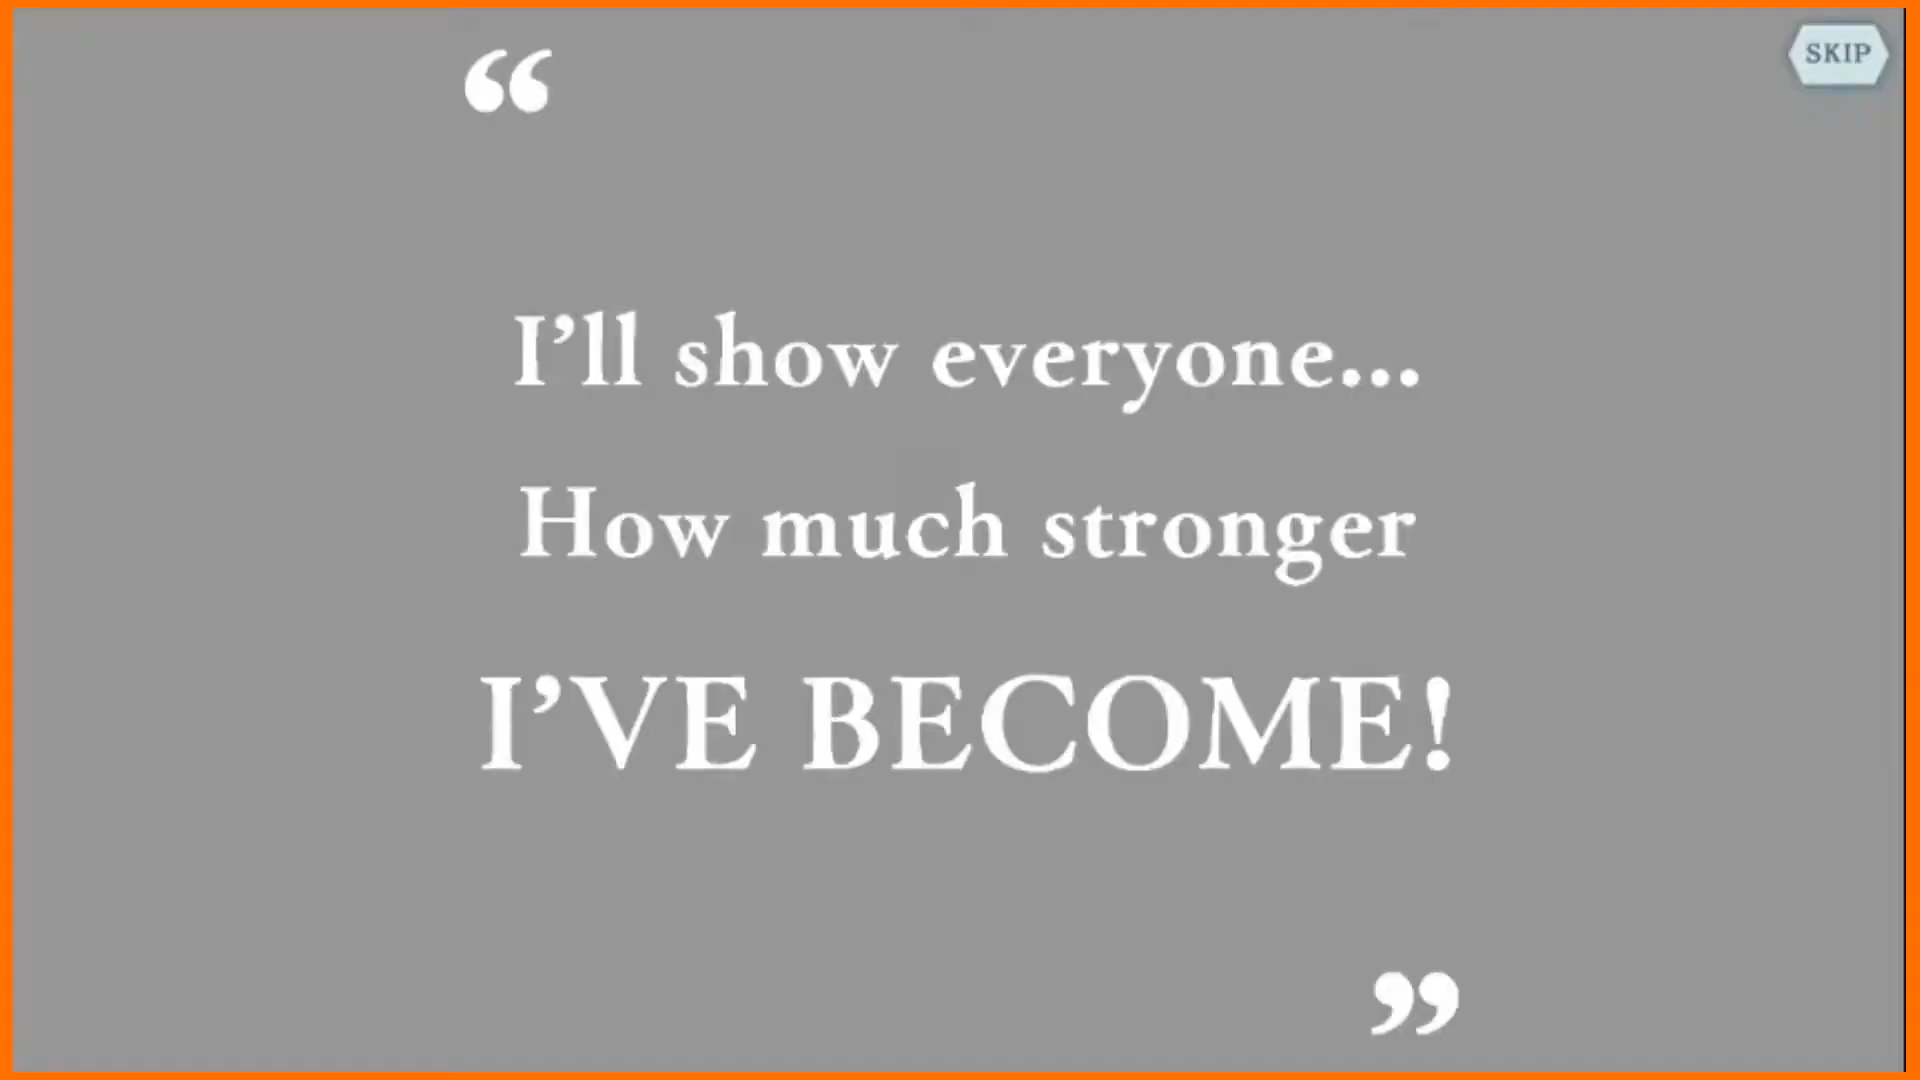 SKIP
“
I’ll show everyone...
How much stronger
I’VE BECOME!
”